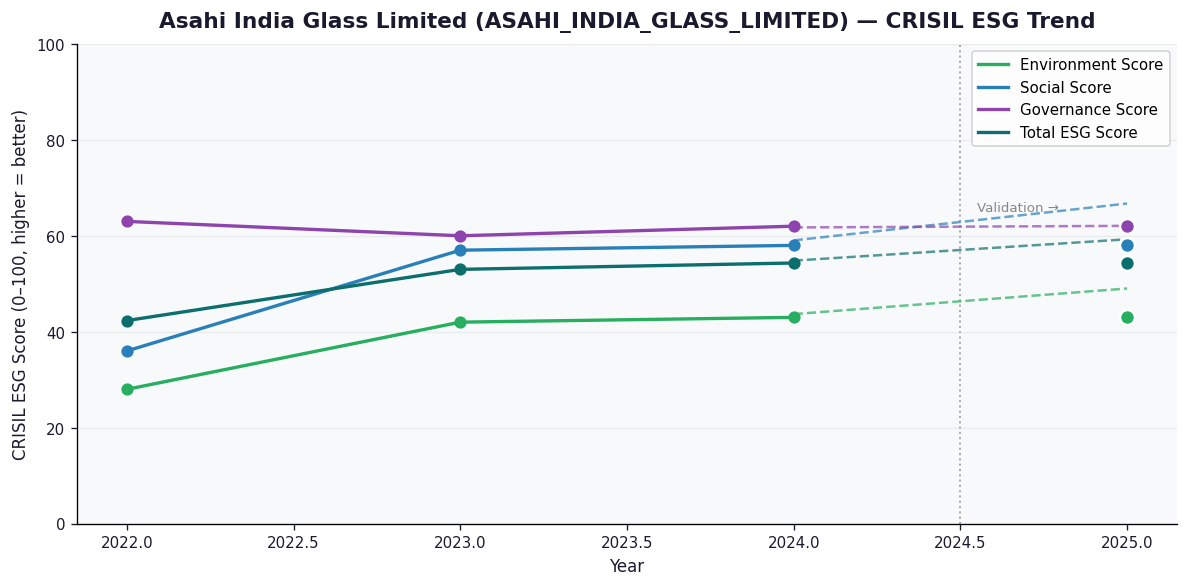 Asahi India Glass Limited (ASAHI_INDIA_GLASS_LIMITED) — CRISIL ESG Trend
CRISIL ESG Score (0–100, higher = better)
100
80
60
40
20
0
Environment Score
Social Score
Governance Score
Total ESG Score
Validation →
2022.0 2022.5 2023.0 2023.5 2024.0 2024.5 2025.0
Year